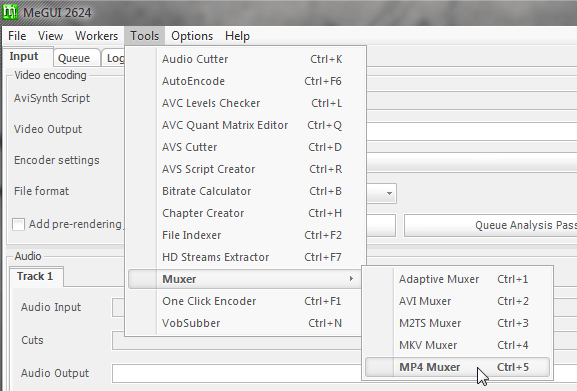 MeGUI 2624
File View Workers Tools Options Help
Input Queue Log
Video encoding
AviSynth Script
Video Output
Encoder settings
File format
Add pre-rendering
Queue Analysis Pass
Audio
Track 1
Audio Input
Cuts
Audio Output
Audio Cutter Ctrl+K
AutoEncode Ctrl+F6
AVC Levels Checker Ctrl+L
AVC Quant Matrix Editor Ctrl+Q
AVS Cutter Ctrl+D
AVS Script Creator Ctrl+R
Bitrate Calculator Ctrl+B
Chapter Creator Ctrl+H
File Indexer Ctrl+F2
HD Streams Extractor Ctrl+F7
Muxer
One Click Encoder Ctrl+F1
VobSubber Ctrl+N
Adaptive Muxer Ctrl+1
AVI Muxer Ctrl+2
M2TS Muxer Ctrl+3
MKV Muxer Ctrl+4
MP4 Muxer Ctrl+5